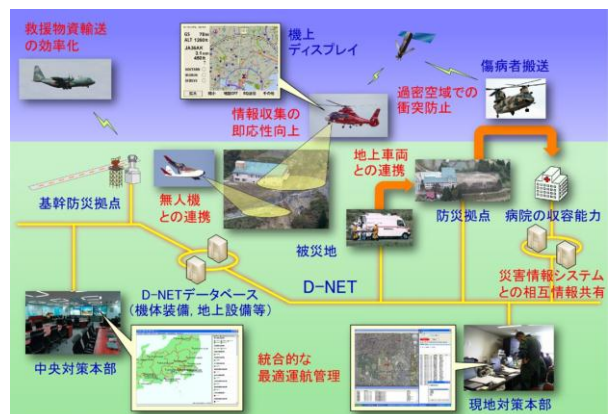 救援物資輸送
の効率化
機上
ディスプレイ
傷病者搬送
過密空域での
衝突防止
情報収集の
即応性向上
地上車両
との連携
基幹防災拠点
無人機
との連携
被災地
防災拠点
病院の収容能力
災害情報システム
との相互情報共有
D-NETデータベース
(機体装備, 地上設備等)
D-NET
統合的な
最適運航管理
中央対策本部
現地対策本部